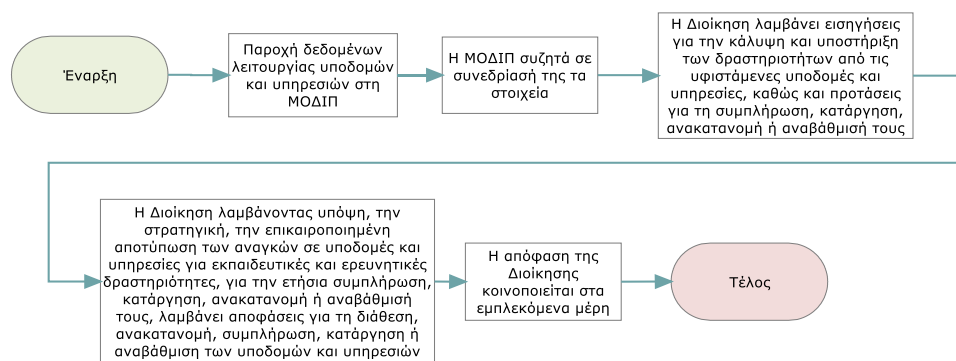 Έναρξη
Παροχή δεδομένων
λειτουργίας υποδομών
και υπηρεσιών στη
ΜΟΔΙΠ
Η ΜΟΔΙΠ συζητά σε
συνεδρίασή της τα
στοιχεία
Η Διοίκηση λαμβάνει εισηγήσεις
για την κάλυψη και υποστήριξη
των δραστηριοτήτων από τις
υφιστάμενες υποδομές και
υπηρεσίες, καθώς και προτάσεις
για τη συμπλήρωση, κατάργηση,
ανακατανομή ή αναβάθμισή τους
Η Διοίκηση λαμβάνοντας υπόψη, την
στρατηγική, την επικαιροποιημένη
αποτύπωση των αναγκών σε υποδομές και
υπηρεσίες για εκπαιδευτικές και ερευνητικές
δραστηριότητες, για την ετήσια συμπλήρωση,
κατάργηση, ανακατανομή ή αναβάθμισή
τους, λαμβάνει αποφάσεις για τη διάθεση,
ανακατανομή, συμπλήρωση, κατάργηση ή
αναβάθμιση των υποδομών και υπηρεσιών
Η απόφαση της
Διοίκησης
κοινοποιείται στα
εμπλεκόμενα μέρη
Τέλος